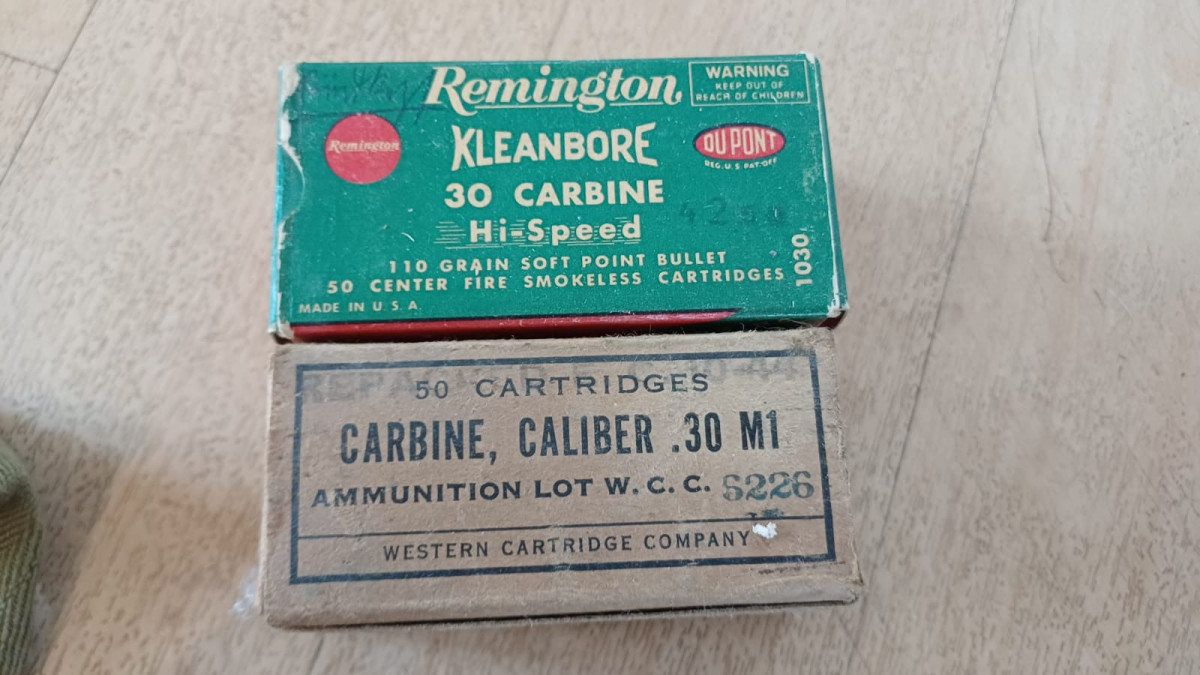 Remington
WARNING
KEEP OUT OF
REACH OF CHILDREN
Remington
KLEANBORE
DU PONT
REG. U.S. PAT. OFF
30 CARBINE
Hi-Speed
110 GRAIN SOFT POINT BULLET
50 CENTER FIRE SMOKELESS CARTRIDGES
1030
MADE IN U.S.A.
50 CARTRIDGES
CARBINE, CALIBER .30 M1
AMMUNITION LOT W. C. C. 6226
WESTERN CARTRIDGE COMPANY